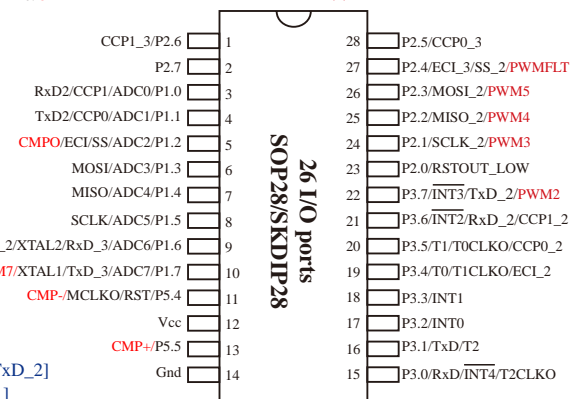 CCP1_3/P2.6 1
P2.7 2
RxD2/CCP1/ADC0/P1.0 3
TxD2/CCP0/ADC1/P1.1 4
CMPO/ECI/SS/ADC2/P1.2 5
MOSI/ADC3/P1.3 6
MISO/ADC4/P1.4 7
SCLK/ADC5/P1.5 8
_2/XTAL2/RxD_3/ADC6/P1.6 9
M7/XTAL1/TxD_3/ADC7/P1.7 10
CMP-/MCLKO/RST/P5.4 11
Vcc 12
CMP+/P5.5 13
Gnd 14
26 I/O ports
SOP28/SKDIP28
28 P2.5/CCP0_3
27 P2.4/ECI_3/SS_2/PWMFLT
26 P2.3/MOSI_2/PWM5
25 P2.2/MISO_2/PWM4
24 P2.1/SCLK_2/PWM3
23 P2.0/RSTOUT_LOW
22 P3.7/INT3/TxD_2/PWM2
21 P3.6/INT2/RxD_2/CCP1_2
20 P3.5/T1/T0CLKO/CCP0_2
19 P3.4/T0/T1CLKO/ECI_2
18 P3.3/INT1
17 P3.2/INT0
16 P3.1/TxD/T2
15 P3.0/RxD/INT4/T2CLKO
xD_2]
]